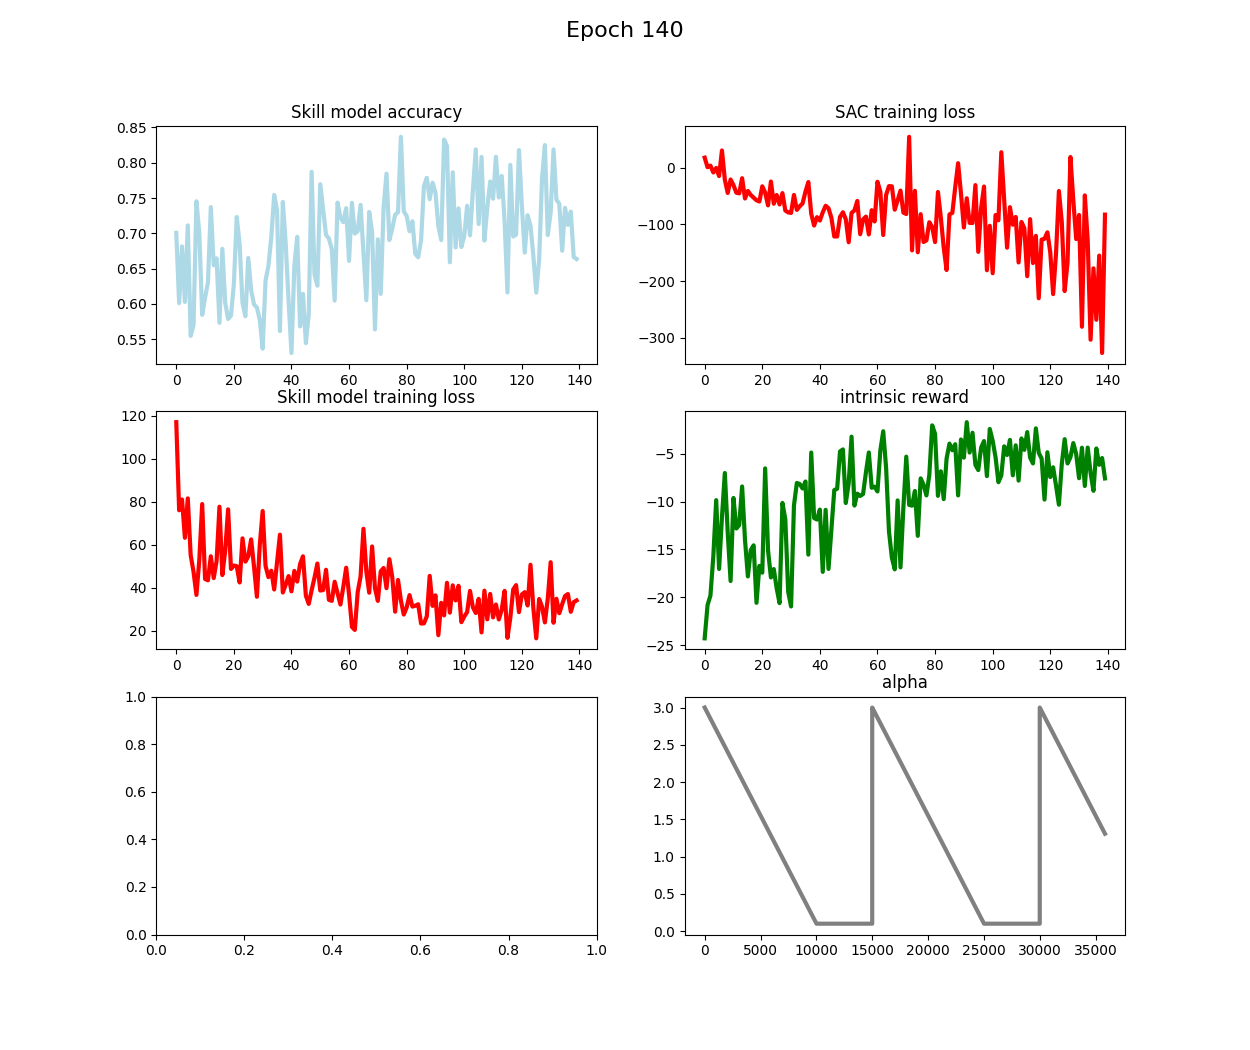 Epoch 140
Skill model accuracy
0.85
0.80
0.75
0.70
0.65
0.60
0.55
0 20 40 60 80 100 120 140
SAC training loss
0
−100
−200
−300
0 20 40 60 80 100 120 140
Skill model training loss
120
100
80
60
40
20
0 20 40 60 80 100 120 140
intrinsic reward
−5
−10
−15
−20
−25
0 20 40 60 80 100 120 140
1.0
0.8
0.6
0.4
0.2
0.0
0.0 0.2 0.4 0.6 0.8 1.0
alpha
3.0
2.5
2.0
1.5
1.0
0.5
0.0
0 5000 10000 15000 20000 25000 30000 35000